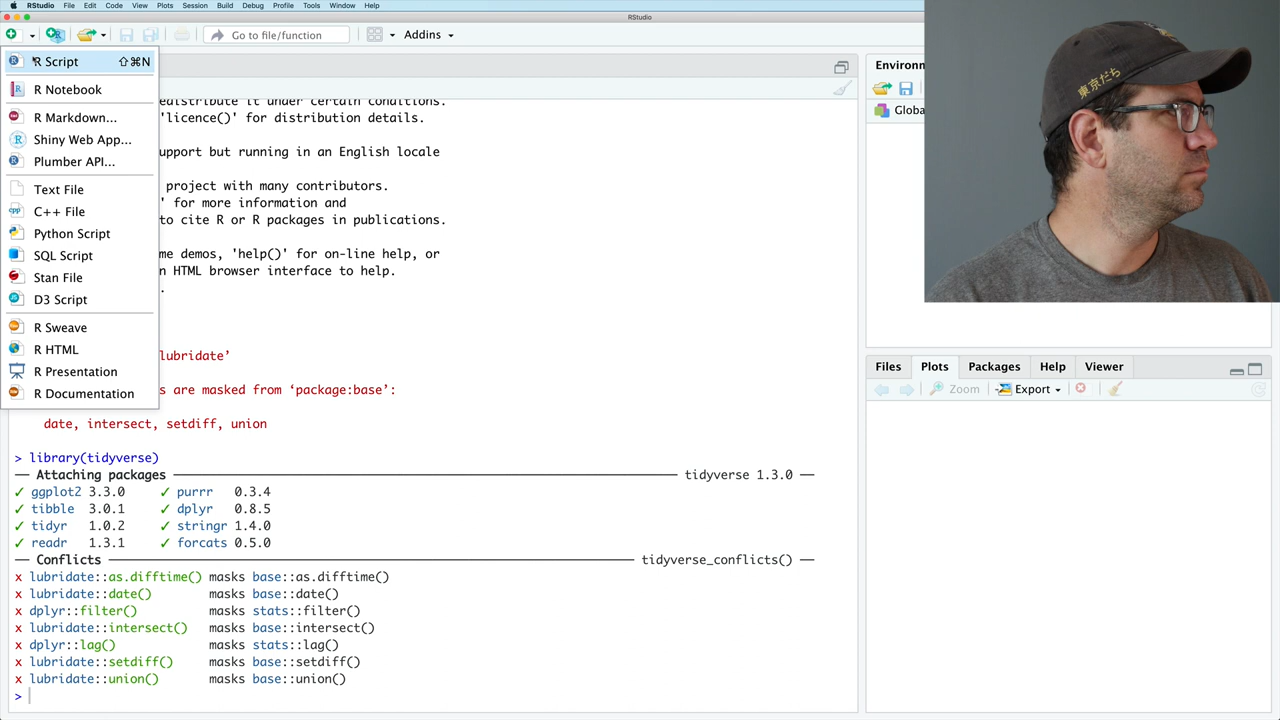 RStudio File Edit Code View Plots Session Build Debug Profile Tools Window Help
RStudio
Go to file/function Addins
R Script ⇧⌘N
R Notebook
R Markdown...
Shiny Web App...
Plumber API...
Text File
C++ File
Python Script
SQL Script
Stan File
D3 Script
R Sweave
R HTML
R Presentation
R Documentation
edistribute it under certain conditions.
'licence()' for distribution details.
upport but running in an English locale
project with many contributors.
' for more information and
to cite R or R packages in publications.
me demos, 'help()' for on-line help, or
n HTML browser interface to help.
.
lubridate’
s are masked from ‘package:base’:
date, intersect, setdiff, union
> library(tidyverse)
── Attaching packages ── tidyverse 1.3.0 ──
✓ ggplot2 3.3.0 ✓ purrr 0.3.4
✓ tibble 3.0.1 ✓ dplyr 0.8.5
✓ tidyr 1.0.2 ✓ stringr 1.4.0
✓ readr 1.3.1 ✓ forcats 0.5.0
── Conflicts ── tidyverse_conflicts() ──
x lubridate::as.difftime() masks base::as.difftime()
x lubridate::date() masks base::date()
x dplyr::filter() masks stats::filter()
x lubridate::intersect() masks base::intersect()
x dplyr::lag() masks stats::lag()
x lubridate::setdiff() masks base::setdiff()
x lubridate::union() masks base::union()
>
Environ
Globa
Files Plots Packages Help Viewer
Zoom Export
東京だち